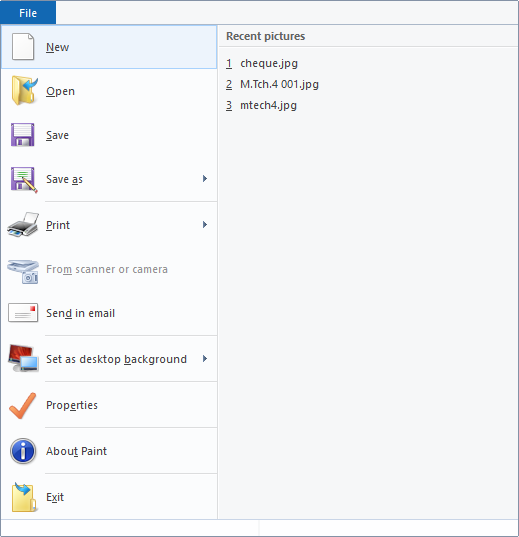 File
New
Open
Save
Save as
Print
From scanner or camera
Send in email
Set as desktop background
Properties
About Paint
Exit
Recent pictures
1 cheque.jpg
2 M.Tch.4 001.jpg
3 mtech4.jpg